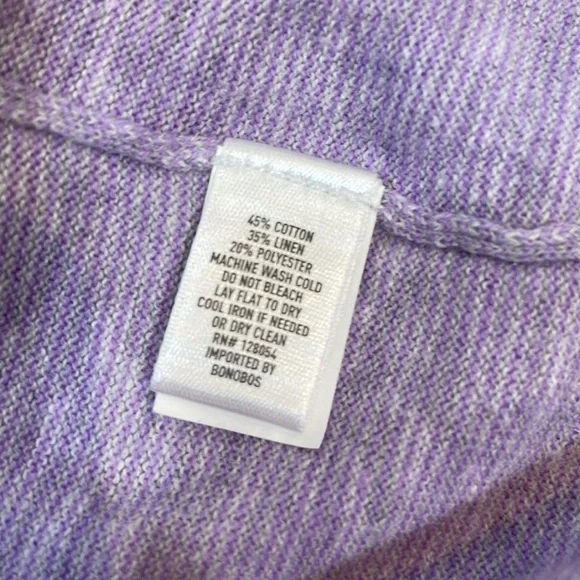 45% COTTON
35% LINEN
20% POLYESTER
MACHINE WASH COLD
DO NOT BLEACH
LAY FLAT TO DRY
COOL IRON IF NEEDED
OR DRY CLEAN
RN# 128054
IMPORTED BY
BONOBOS